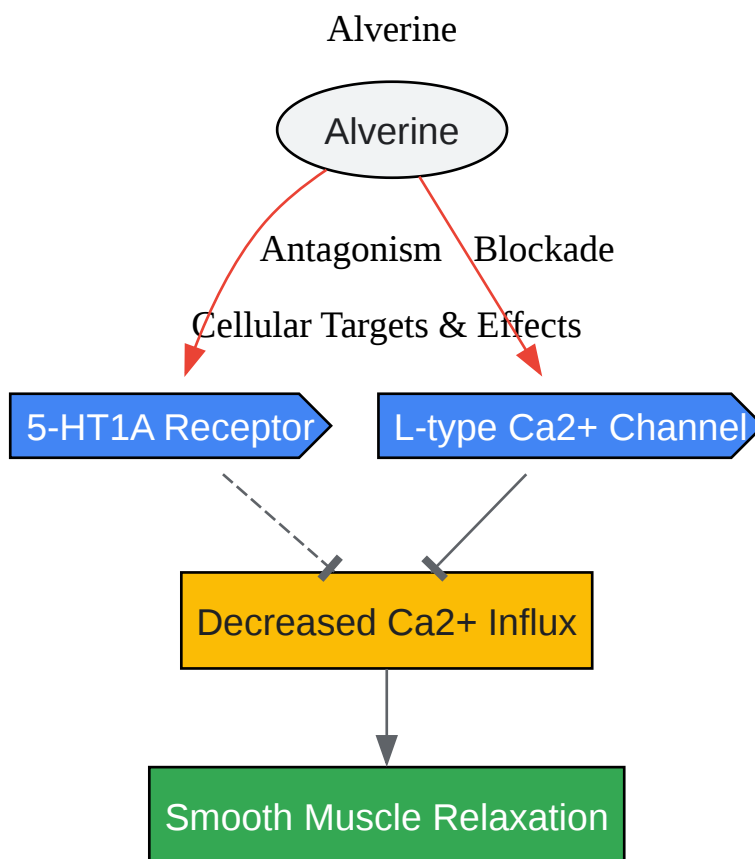 Alverine
Alverine
Antagonism
Blockade
Cellular Targets & Effects
5-HT1A Receptor
L-type Ca2+ Channel
Decreased Ca2+ Influx
Smooth Muscle Relaxation